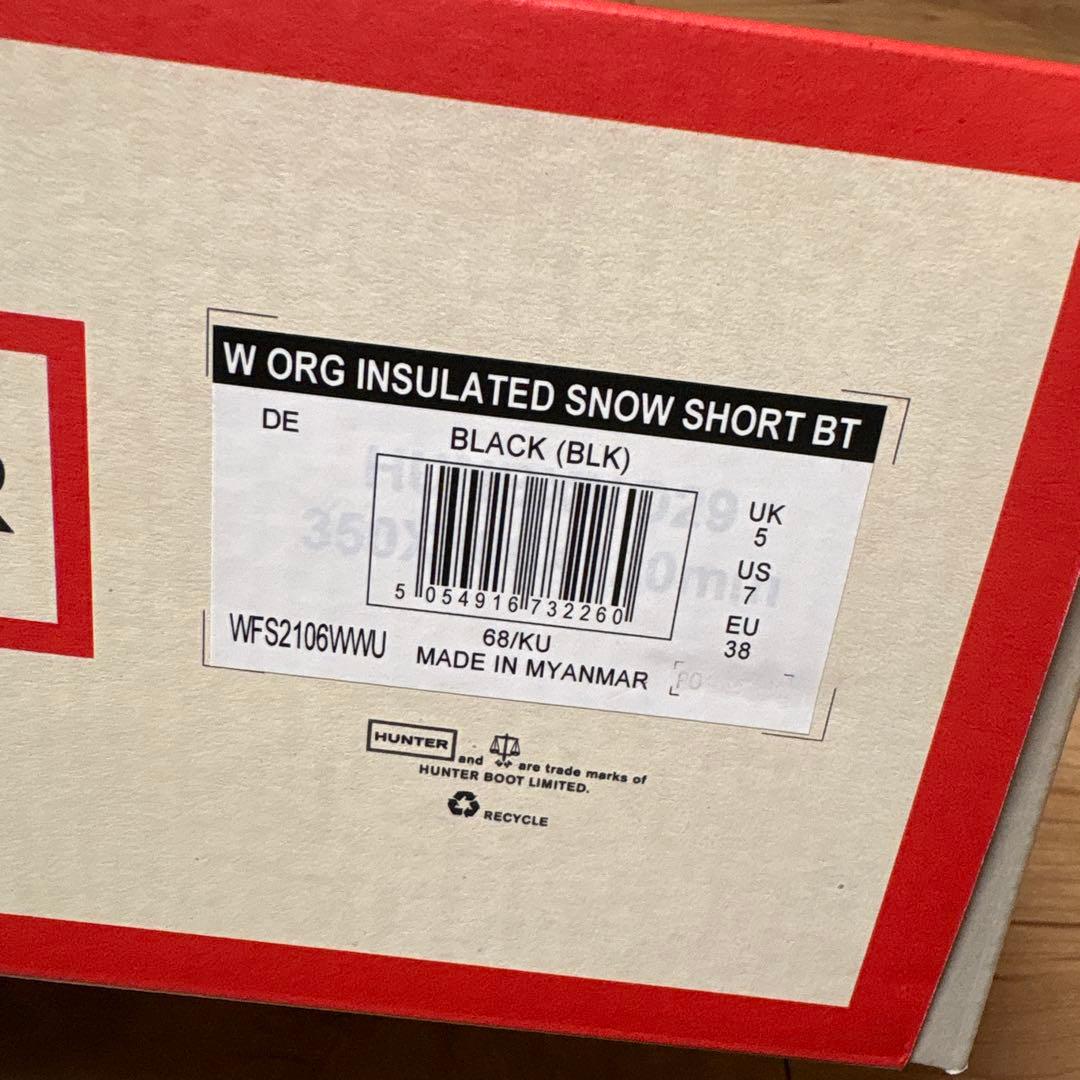 R
W ORG INSULATED SNOW SHORT BT
DE
BLACK (BLK)
UK
5
US
7
EU
38
5 054916 732260
WFS2106WWU
68/KU
MADE IN MYANMAR
HUNTER and are trade marks of
HUNTER BOOT LIMITED.
RECYCLE